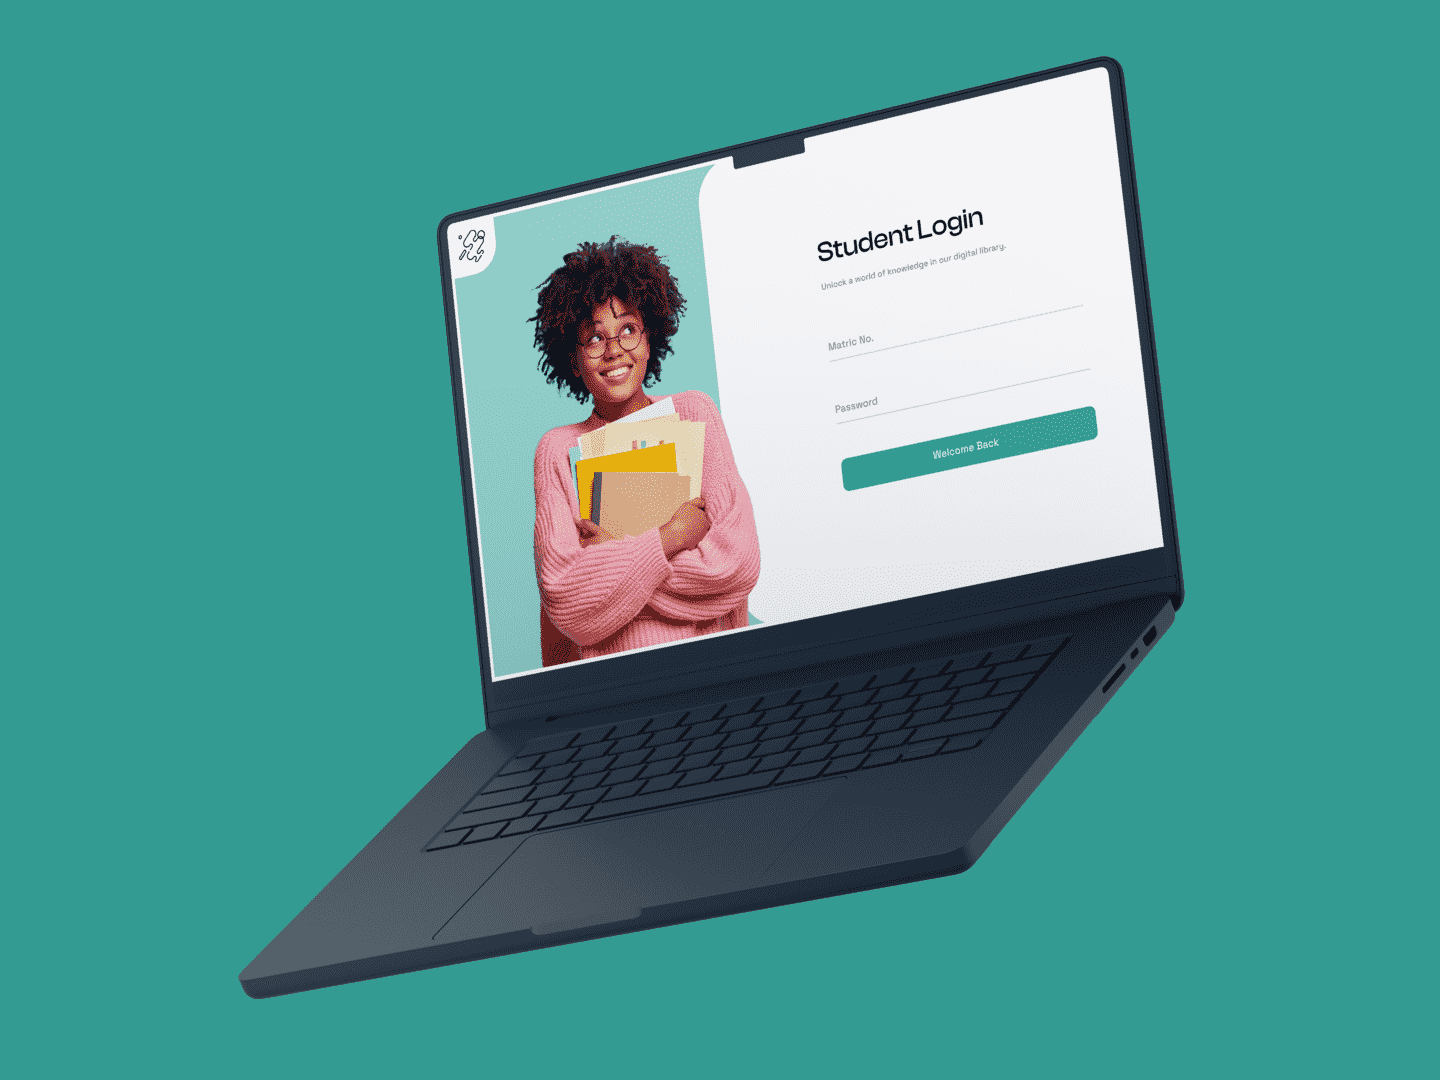 Student Login
Unlock a world of knowledge in our digital library.
Matric No.
Password
Welcome Back